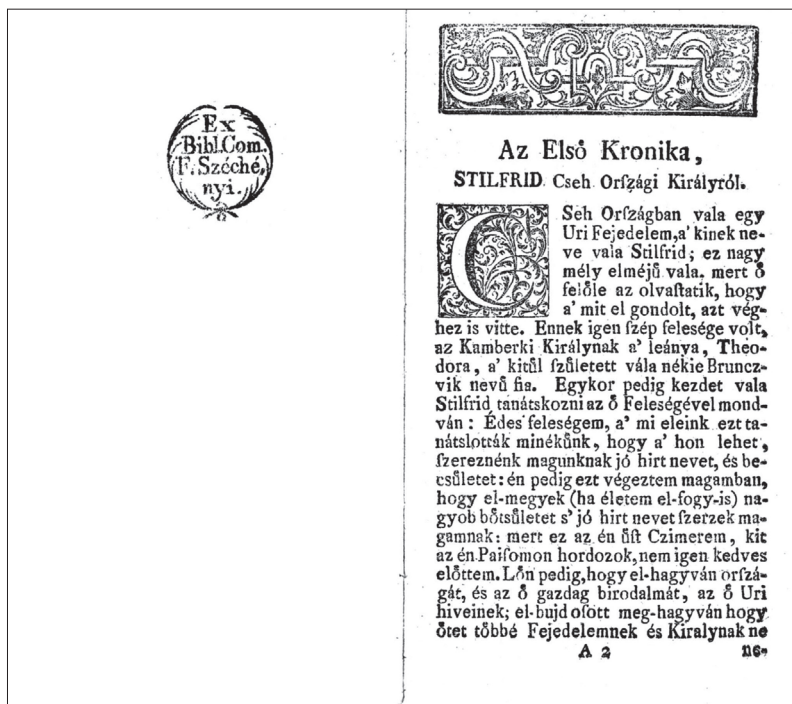 Ex
Bibl.Com.
F. Széché,
nyi.
Az Első Kronika,
STILFRID Cseh Orſzági Királyról.
CSeh Orſzágban vala egy
Uri Fejedelem,a' kinek ne-
ve vala Stilfrid; ez nagy
mély elméjű vala. mert ő
felőle az olvaſtatik, hogy
a' mit el gondolt, azt vég-
hez is vitte. Ennek igen ſzép felesége volt,
az Kamberki Királynak a' leánya, Theo-
dora, a' kitűl ſzűletett vála nékie Bruncz-
vik nevű fia. Egykor pedig kezdet vala
Stilfrid tanátskozni az ő Feleségével mond-
ván: Édes feleségem, a' mi eleink ezt ta-
nátslották minékűnk, hogy a' hon lehet,
ſzereznénk magunknak jó hirt nevet, és be-
csűletet: én pedig ezt végeztem magamban,
hogy el-megyek (ha életem el-fogy-is) na-
gyob bőtsűletet s' jó hirt nevet ſzerzek ma-
gamnak: mert ez az én űſt Czimerem, kit
az én Paiſomon hordozok, nem igen kedves
előttem. Lőn pedig, hogy el-hagyván orſzá-
gát, és az ő gazdag birodalmát, az ő Uri
hiveinek; el-bujdoſott meg-hagyván hogy
őtet tőbbé Fejedelemnek és Kiralynak ne
A 2 ne-